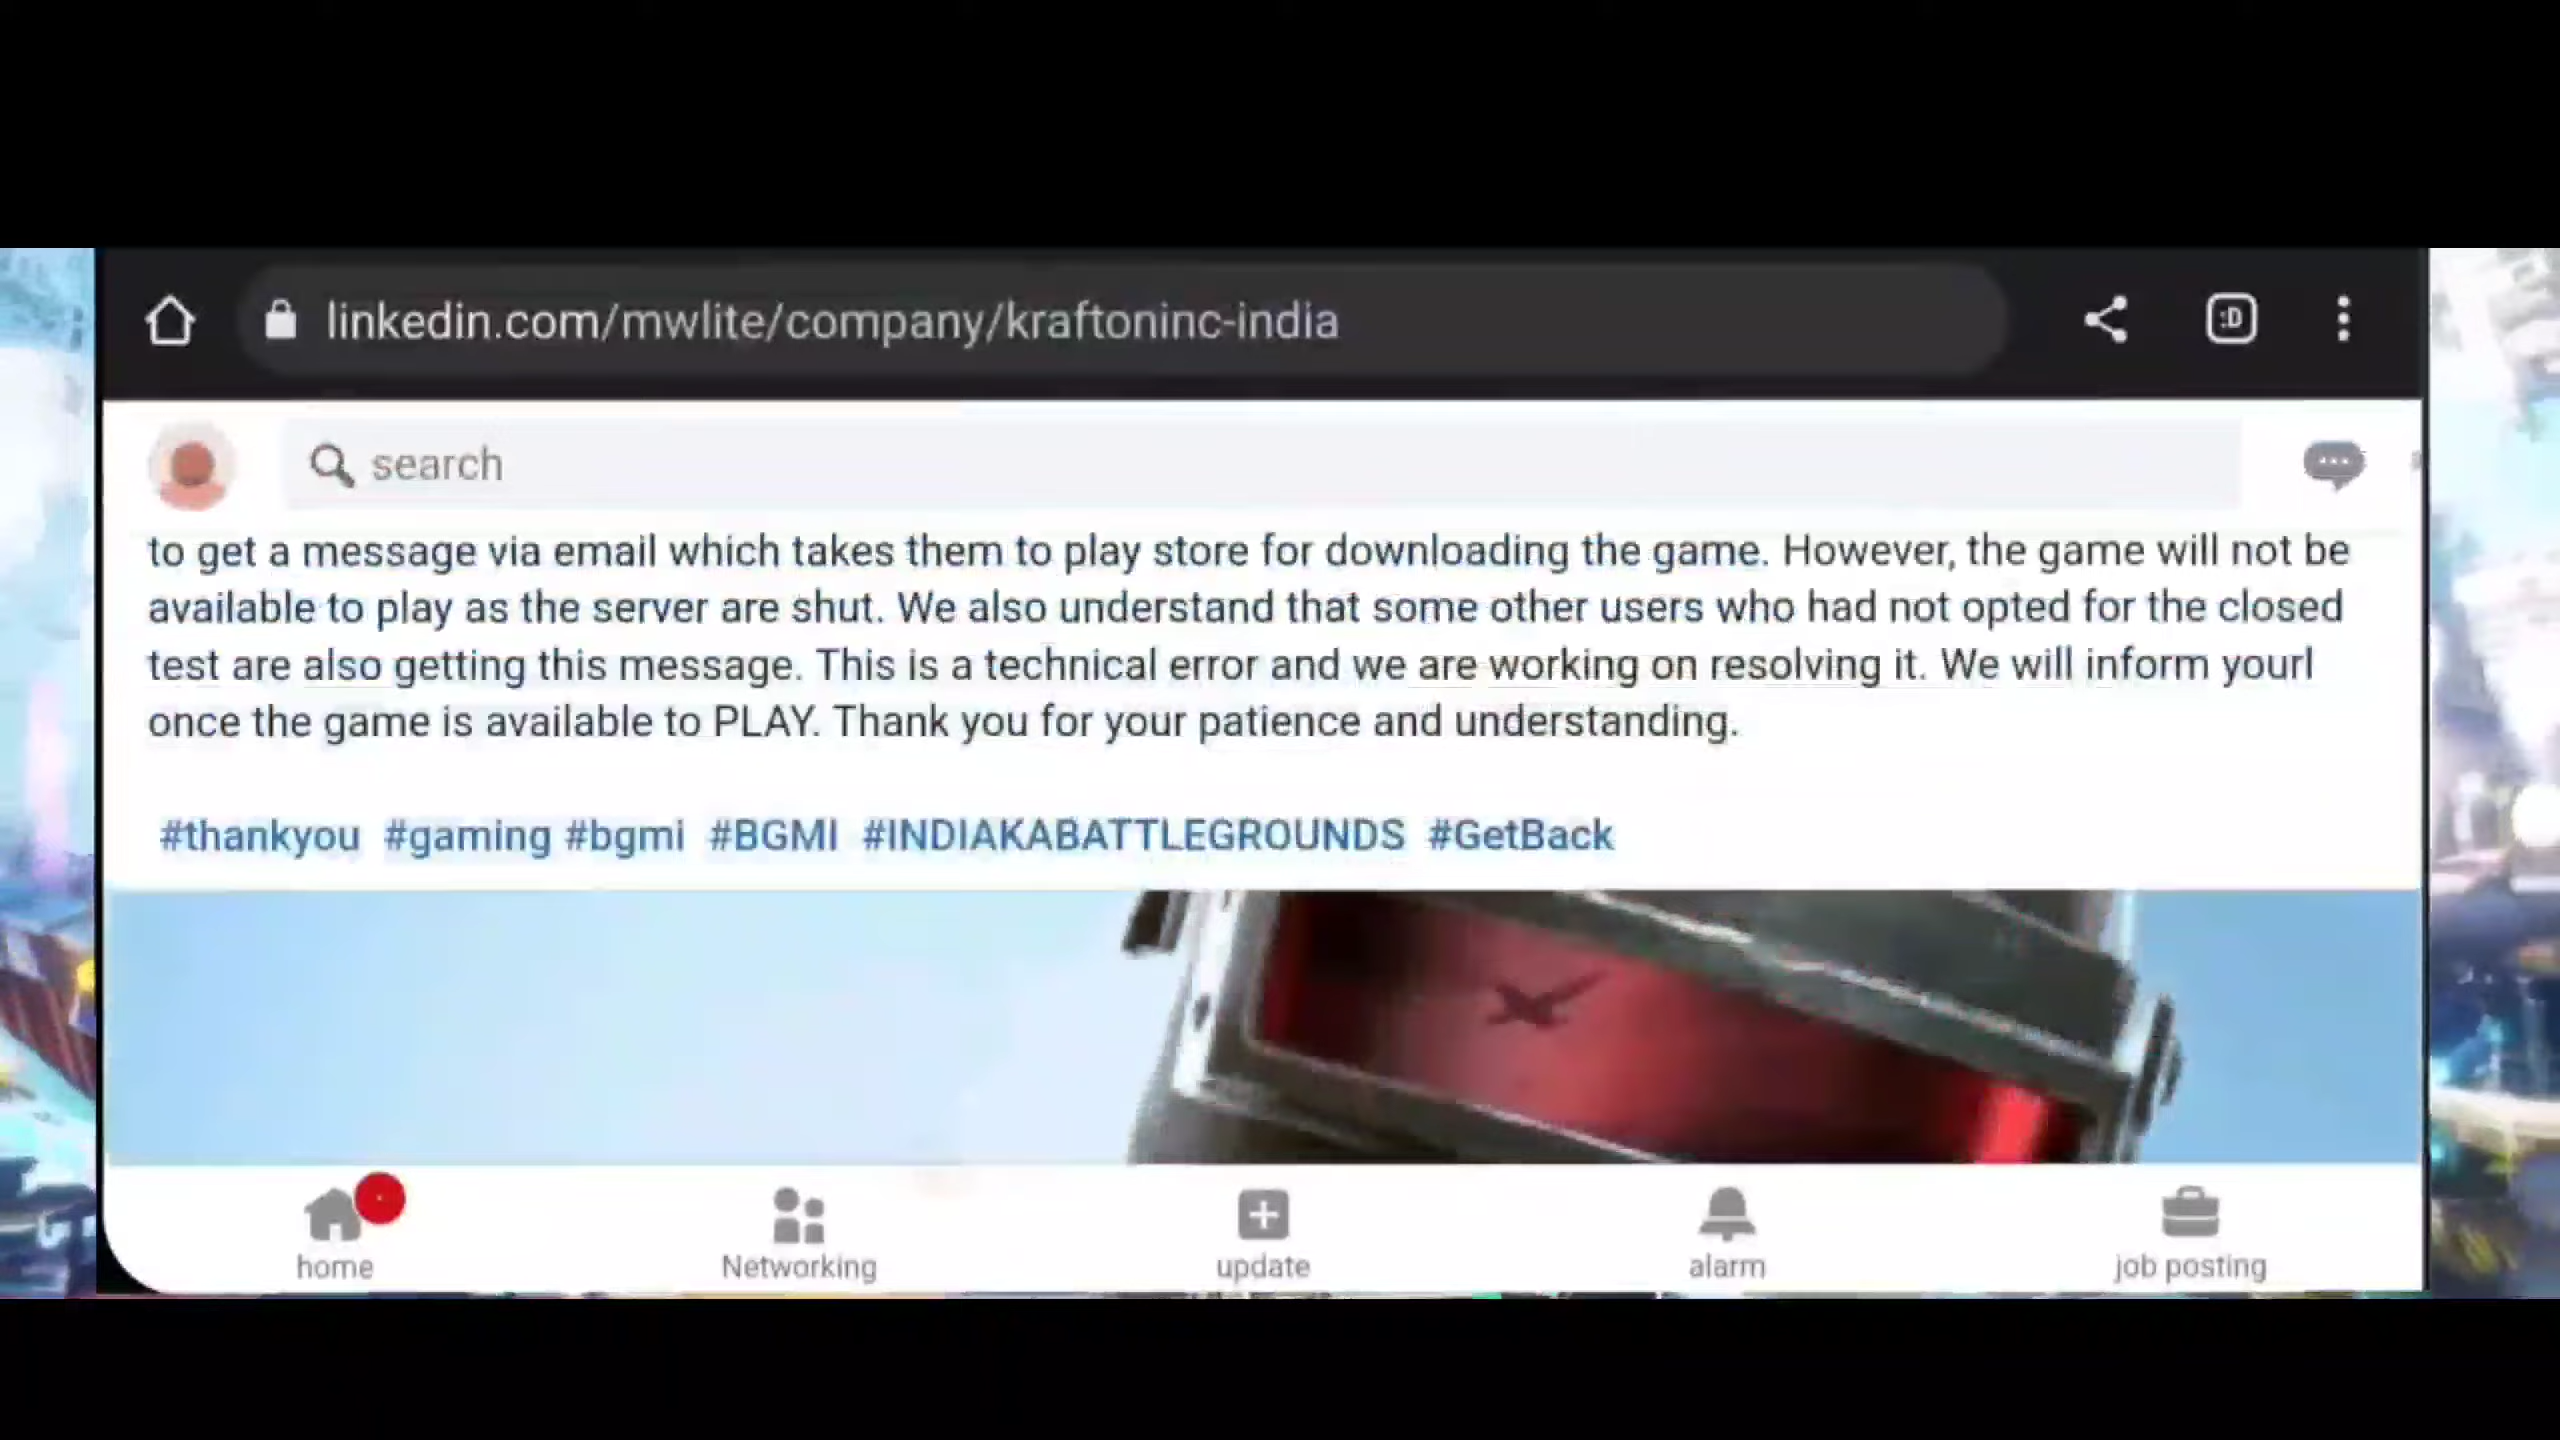 linkedin.com/mwlite/company/kraftoninc-india
:D
search
to get a message via email which takes them to play store for downloading the game. However, the game will not be
available to play as the server are shut. We also understand that some other users who had not opted for the closed
test are also getting this message. This is a technical error and we are working on resolving it. We will inform yourl
once the game is available to PLAY. Thank you for your patience and understanding.
#thankyou #gaming #bgmi #BGMI #INDIAKABATTLEGROUNDS #GetBack
home Networking update alarm job posting